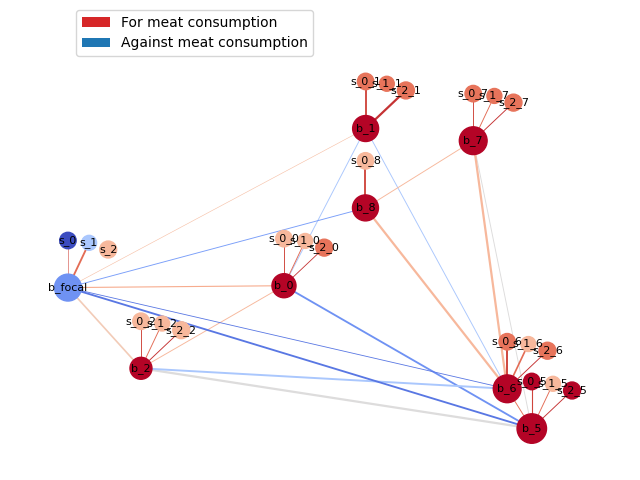 For meat consumption
Against meat consumption
s_0_1
s_1_1
s_2_1
s_0_7
s_1_7
s_2_7
b_1
b_7
s_0_8
b_8
s_0
s_1
s_2
s_0_0
s_1_0
s_2_0
b_focal
b_0
s_0_2
s_1_2
s_2_2
s_0_6
s_1_6
s_2_6
b_2
s_0_5
s_1_5
s_2_5
b_6
b_5